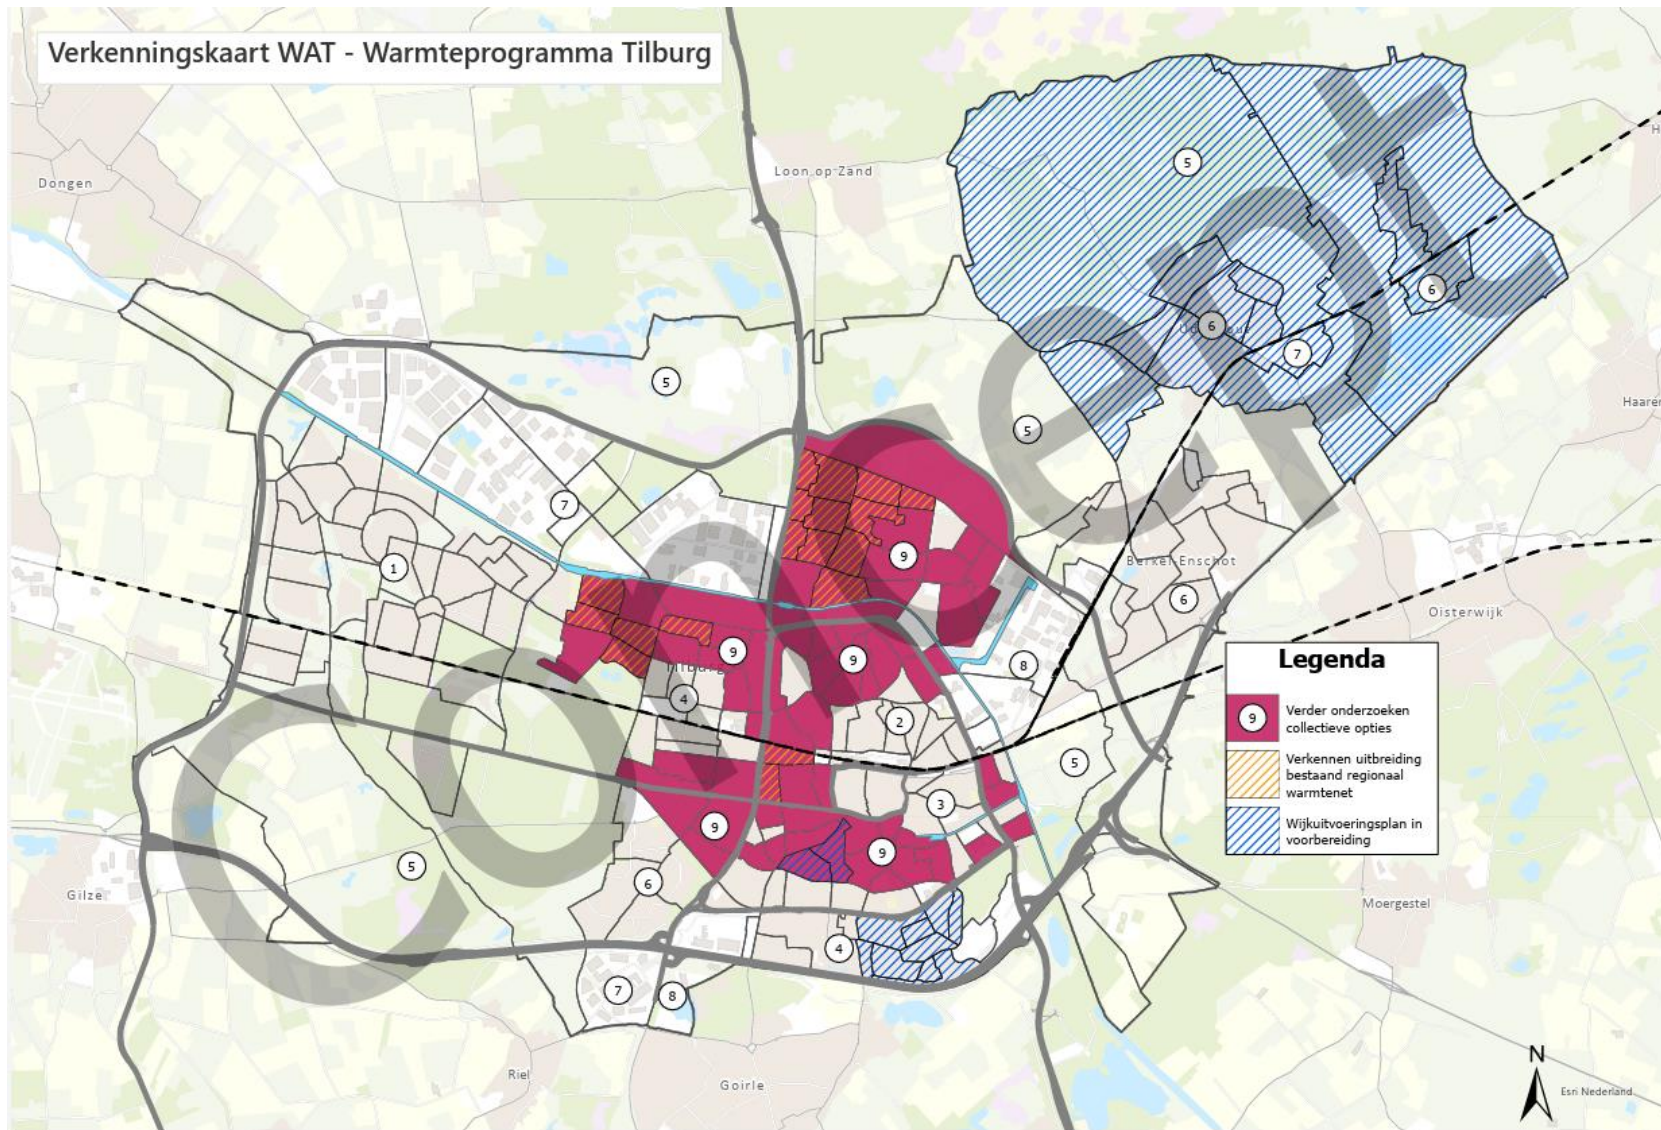 Verkenningskaart WAT - Warmteprogramma Tilburg
Dongen
Loon op Zand
5
6
6
7
5
Haaren
5
7
9
1
Berkel-Enschot
6
Oisterwijk
9
9
8
Tilburg
4
2
5
3
9
9
5
6
Gilze
4
7
8
Riel
Goirle
Moergestel
Legenda
9
Verder onderzoeken
collectieve opties
Verkennen uitbreiding
bestaand regionaal
warmtenet
Wijkuitvoeringsplan in
voorbereiding
N
Esri Nederland
Concept